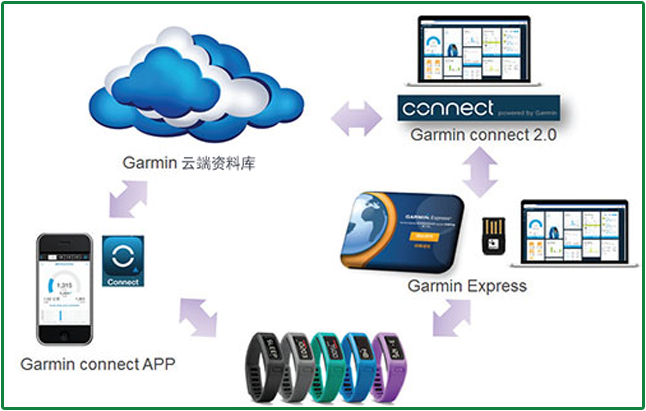 connect
powered by Garmin
Garmin connect 2.0
Garmin 云端资料库
GARMIN Express
Connect
1,315
Garmin Express
Garmin connect APP
SLEEP